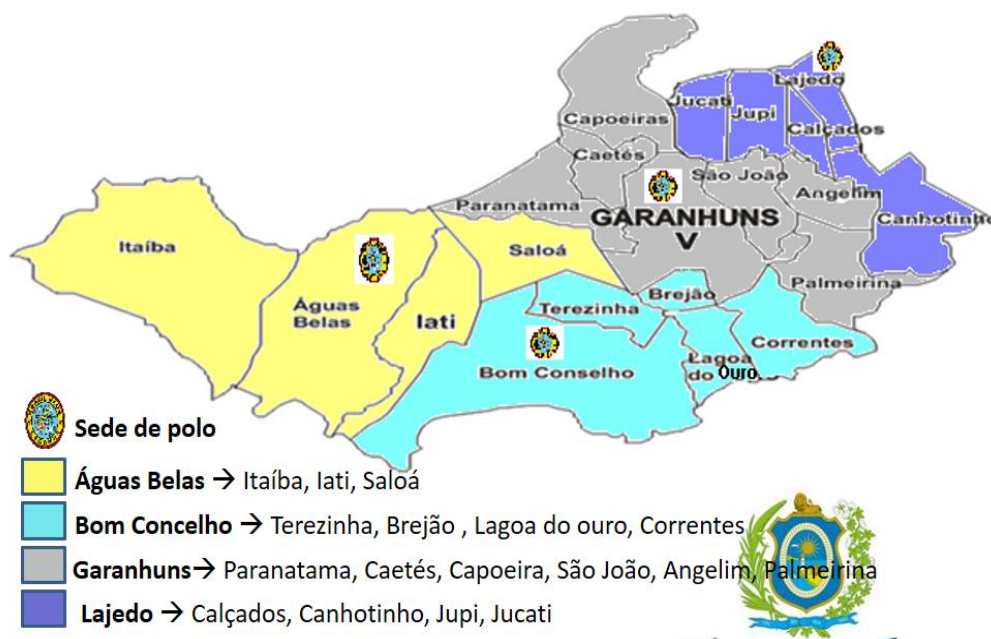 Lajedo
Jucati
Jupi
Capoeiras
Calçados
Caetés
São João
Angelim
Paranatama
GARANHUNS
V
Canhotinho
Itaíba
Saloá
Palmeirina
Águas
Belas
Iati
Terezinha
Brejão
Correntes
Bom Conselho
Lagoa
do Ouro
Sede de polo
Águas Belas → Itaíba, Iati, Saloá
Bom Concelho → Terezinha, Brejão , Lagoa do ouro, Correntes
Garanhuns→ Paranatama, Caetés, Capoeira, São João, Angelim, Palmeirina
Lajedo → Calçados, Canhotinho, Jupi, Jucati